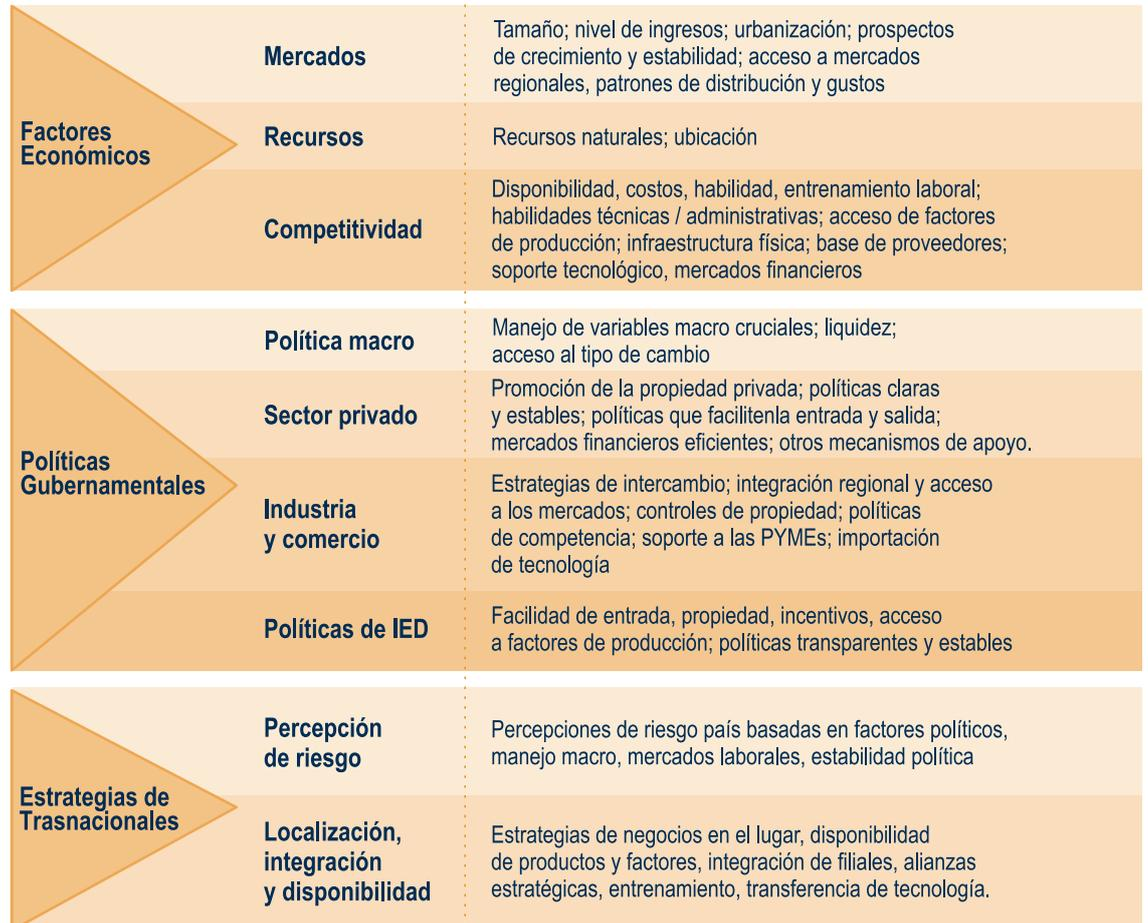 Factores
Económicos
Mercados
Tamaño; nivel de ingresos; urbanización; prospectos
de crecimiento y estabilidad; acceso a mercados
regionales, patrones de distribución y gustos
Recursos
Recursos naturales; ubicación
Competitividad
Disponibilidad, costos, habilidad, entrenamiento laboral;
habilidades técnicas / administrativas; acceso de factores
de producción; infraestructura física; base de proveedores;
soporte tecnológico, mercados financieros
Políticas
Gubernamentales
Política macro
Manejo de variables macro cruciales; liquidez;
acceso al tipo de cambio
Sector privado
Promoción de la propiedad privada; políticas claras
y estables; políticas que facilitenla entrada y salida;
mercados financieros eficientes; otros mecanismos de apoyo.
Industria
y comercio
Estrategias de intercambio; integración regional y acceso
a los mercados; controles de propiedad; políticas
de competencia; soporte a las PYMEs; importación
de tecnología
Políticas de IED
Facilidad de entrada, propiedad, incentivos, acceso
a factores de producción; políticas transparentes y estables
Estrategias de
Trasnacionales
Percepción
de riesgo
Percepciones de riesgo país basadas en factores políticos,
manejo macro, mercados laborales, estabilidad política
Localización,
integración
y disponibilidad
Estrategias de negocios en el lugar, disponibilidad
de productos y factores, integración de filiales, alianzas
estratégicas, entrenamiento, transferencia de tecnología.